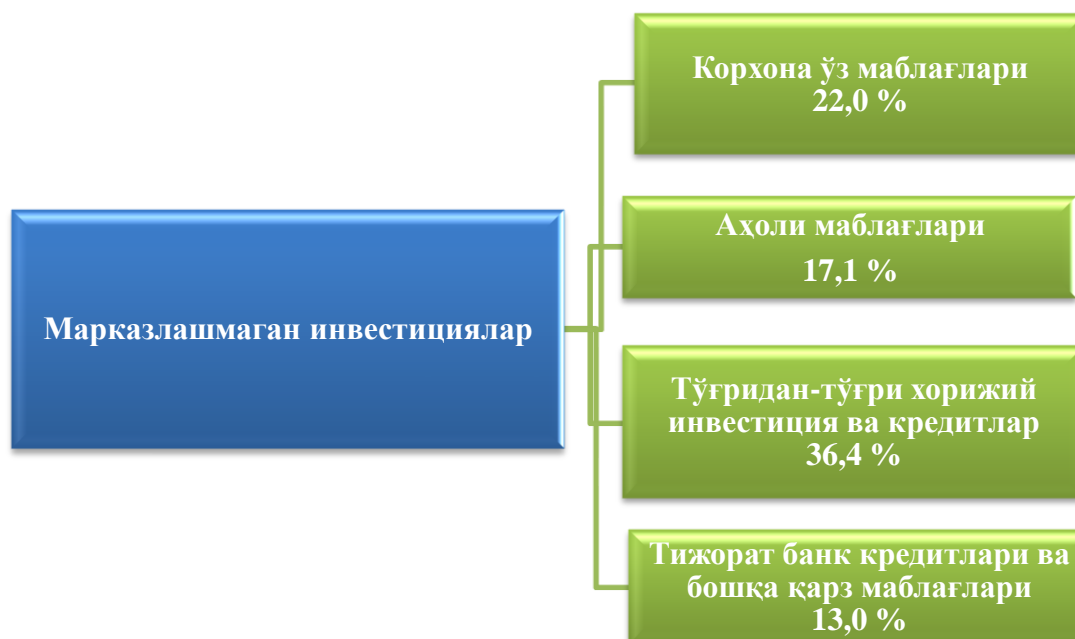 Марказлашмаган инвестициялар
Корхона ўз маблағлари
22,0 %
Аҳоли маблағлари
17,1 %
Тўғридан-тўғри хорижий
инвестиция ва кредитлар
36,4 %
Тижорат банк кредитлари ва
бошқа қарз маблағлари
13,0 %